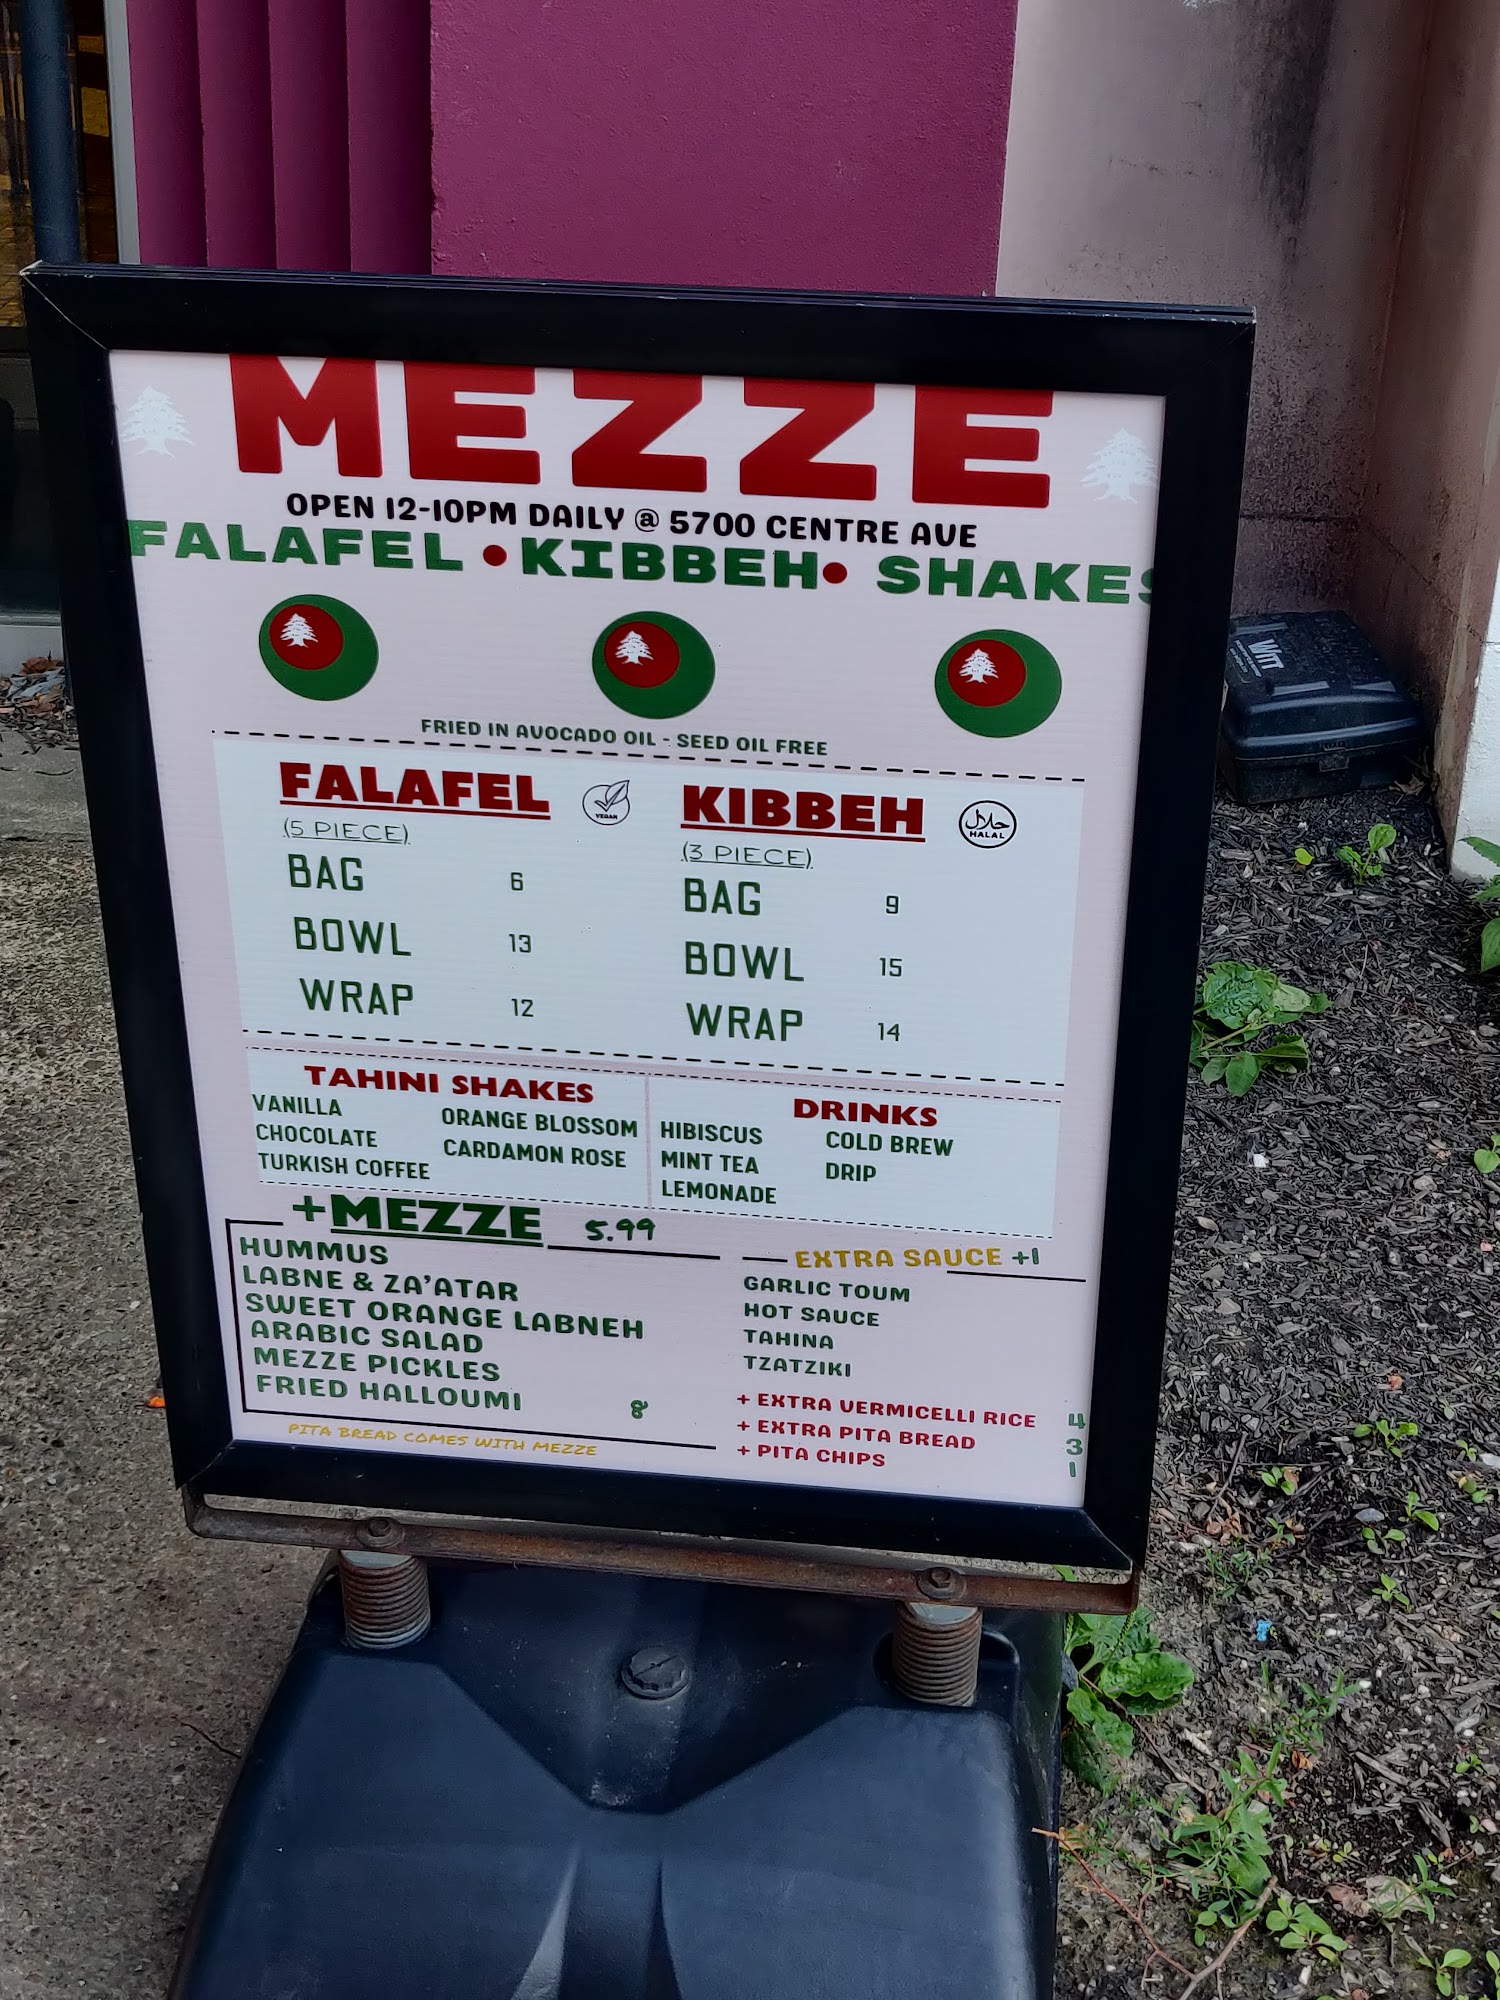 MEZZE
OPEN 12-10PM DAILY @ 5700 CENTRE AVE
FALAFEL • KIBBEH • SHAKES
FRIED IN AVOCADO OIL - SEED OIL FREE
FALAFEL
VEGAN
(5 PIECE)
BAG 6
BOWL 13
WRAP 12
KIBBEH
حلال
HALAL
(3 PIECE)
BAG 9
BOWL 15
WRAP 14
TAHINI SHAKES
VANILLA
CHOCOLATE
TURKISH COFFEE
ORANGE BLOSSOM
CARDAMON ROSE
DRINKS
HIBISCUS
MINT TEA
LEMONADE
COLD BREW
DRIP
+MEZZE 5.99
HUMMUS
LABNE & ZA'ATAR
SWEET ORANGE LABNEH
ARABIC SALAD
MEZZE PICKLES
FRIED HALLOUMI 8
PITA BREAD COMES WITH MEZZE
EXTRA SAUCE +1
GARLIC TOUM
HOT SAUCE
TAHINA
TZATZIKI
+ EXTRA VERMICELLI RICE 4
+ EXTRA PITA BREAD 3
+ PITA CHIPS 1
WITT